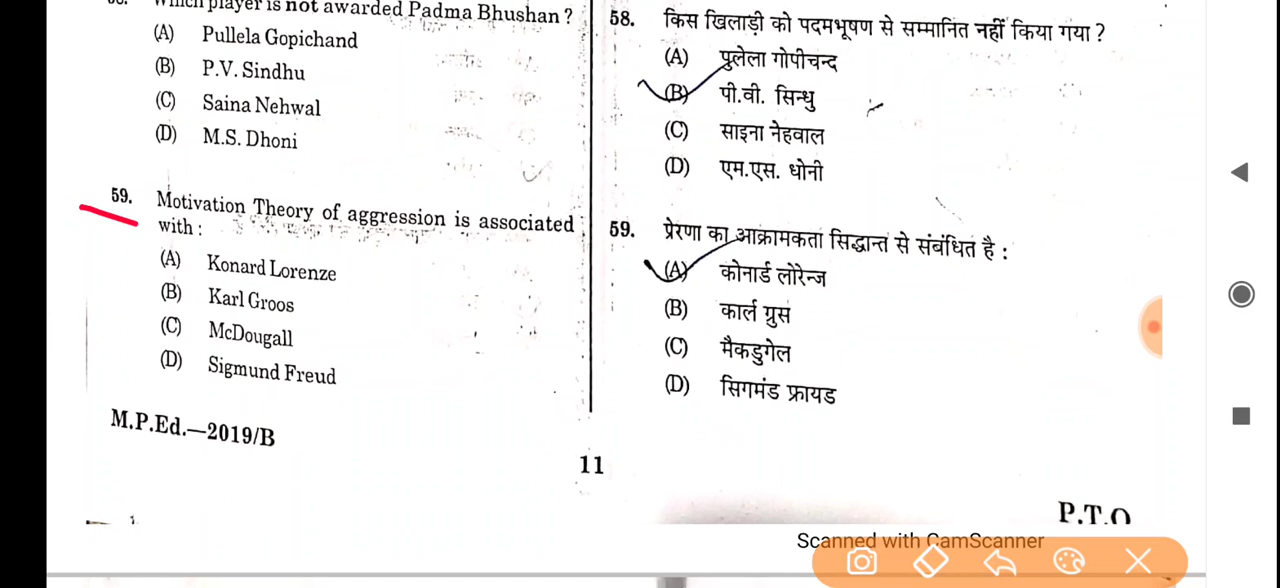 player is not awarded Padma Bhushan ?
(A) Pullela Gopichand
(B) P.V. Sindhu
(C) Saina Nehwal
(D) M.S. Dhoni
59. Motivation Theory of aggression is associated
with :
(A) Konard Lorenze
(B) Karl Groos
(C) McDougall
(D) Sigmund Freud
M.P.Ed.—2019/B
58. किस खिलाड़ी को पदमभूषण से सम्मानित नहीं किया गया ?
(A) पुलेला गोपीचन्द
(B) पी.वी. सिन्धु
(C) साइना नेहवाल
(D) एम.एस. धोनी
59. प्रेरणा का आक्रामकता सिद्धान्त से संबंधित है :
(A) कोनार्ड लोरेन्ज
(B) कार्ल ग्रुस
(C) मैकडुगेल
(D) सिगमंड फ्रायड
11
P.T.O
Scanned with CamScanner